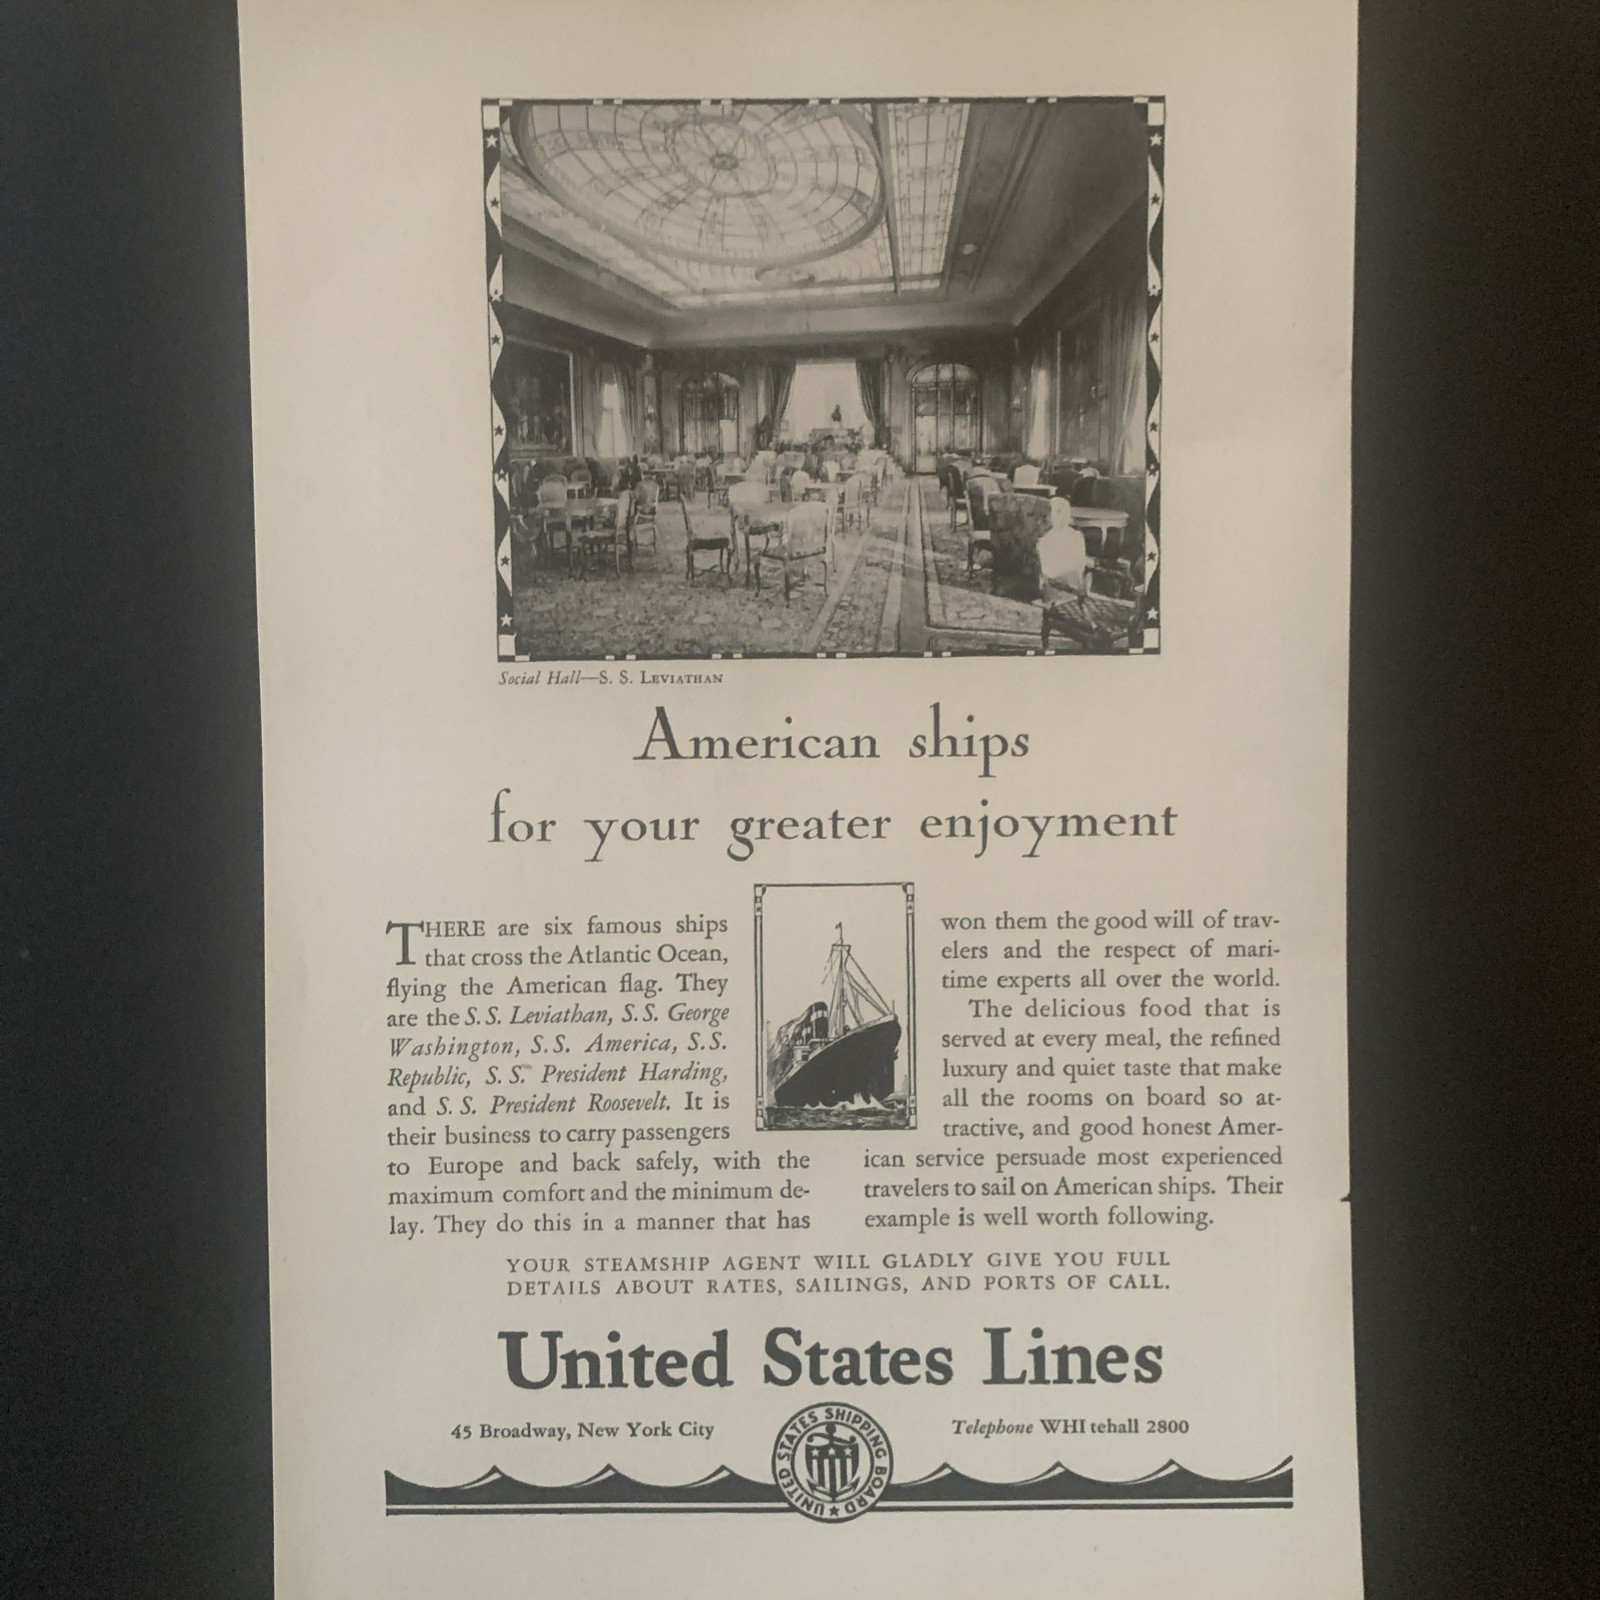 Social Hall—S. S. LEVIATHAN
American ships
for your greater enjoyment
THERE are six famous ships
that cross the Atlantic Ocean,
flying the American flag. They
are the S. S. Leviathan, S. S. George
Washington, S. S. America, S. S.
Republic, S. S. President Harding,
and S. S. President Roosevelt. It is
their business to carry passengers
to Europe and back safely, with the
maximum comfort and the minimum de-
lay. They do this in a manner that has
won them the good will of trav-
elers and the respect of mari-
time experts all over the world.
The delicious food that is
served at every meal, the refined
luxury and quiet taste that make
all the rooms on board so at-
tractive, and good honest Amer-
ican service persuade most experienced
travelers to sail on American ships. Their
example is well worth following.
YOUR STEAMSHIP AGENT WILL GLADLY GIVE YOU FULL
DETAILS ABOUT RATES, SAILINGS, AND PORTS OF CALL.
United States Lines
45 Broadway, New York City
UNITED STATES SHIPPING BOARD
Telephone WHI tehall 2800